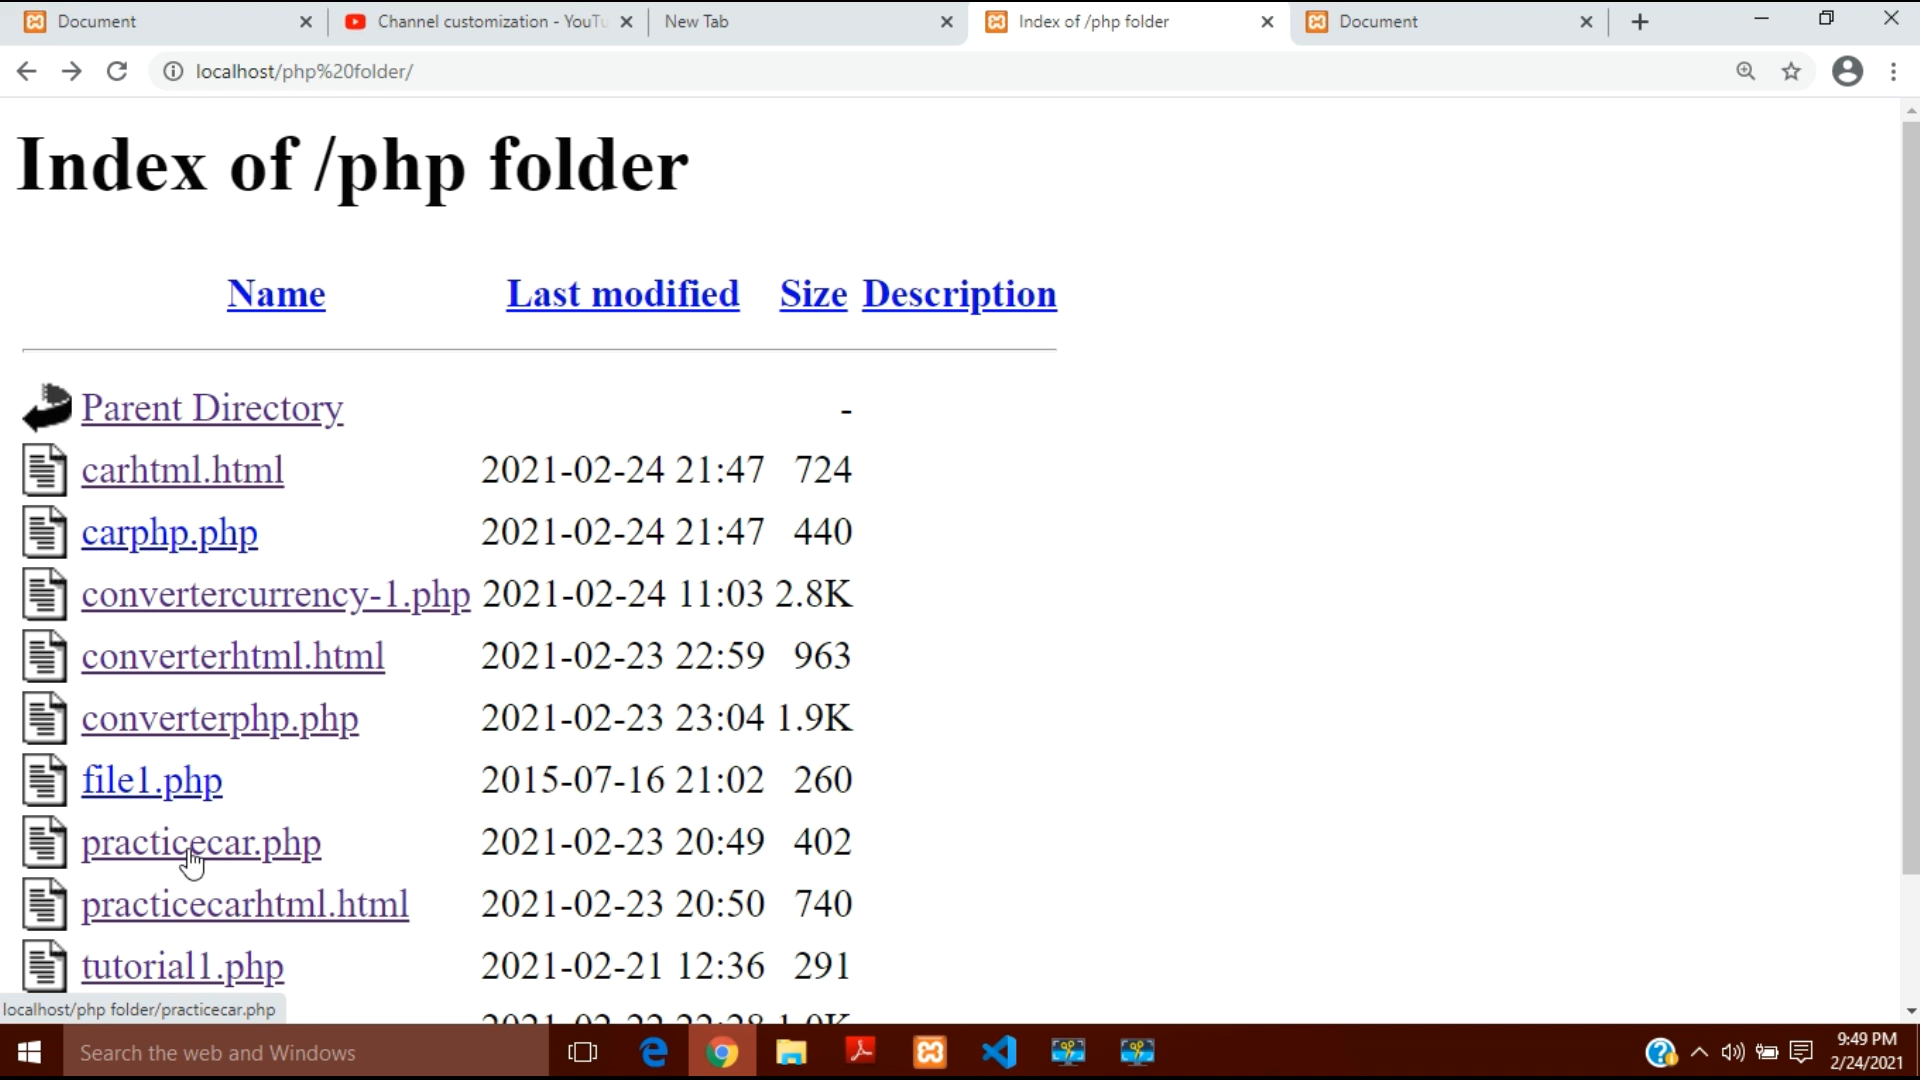 Document
Channel customization - YouTu
New Tab
Index of /php folder
Document
localhost/php%20folder/
Index of /php folder
Name Last modified Size Description
Parent Directory -
carhtml.html 2021-02-24 21:47 724
carphp.php 2021-02-24 21:47 440
convertercurrency-1.php 2021-02-24 11:03 2.8K
converterhtml.html 2021-02-23 22:59 963
converterphp.php 2021-02-23 23:04 1.9K
file1.php 2015-07-16 21:02 260
practicecar.php 2021-02-23 20:49 402
practicecarhtml.html 2021-02-23 20:50 740
tutorial1.php 2021-02-21 12:36 291
localhost/php folder/practicecar.php
Search the web and Windows
9:49 PM
2/24/2021